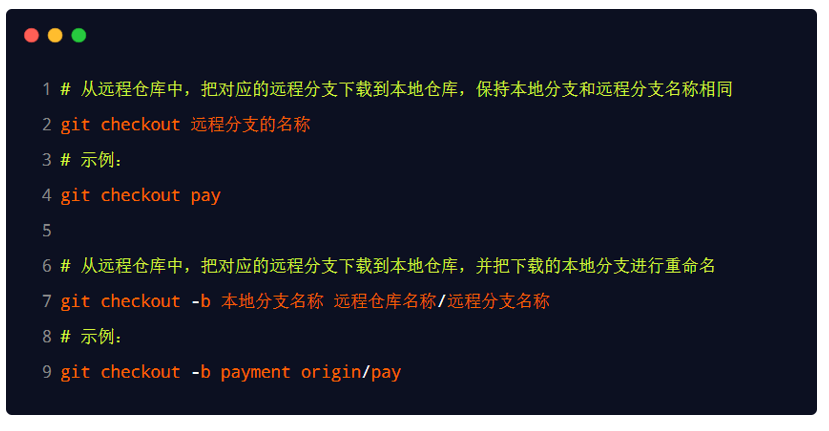 1 # 从远程仓库中，把对应的远程分支下载到本地仓库，保持本地分支和远程分支名称相同
2 git checkout 远程分支的名称
3 # 示例：
4 git checkout pay
5
6 # 从远程仓库中，把对应的远程分支下载到本地仓库，并把下载的本地分支进行重命名
7 git checkout -b 本地分支名称 远程仓库名称/远程分支名称
8 # 示例：
9 git checkout -b payment origin/pay